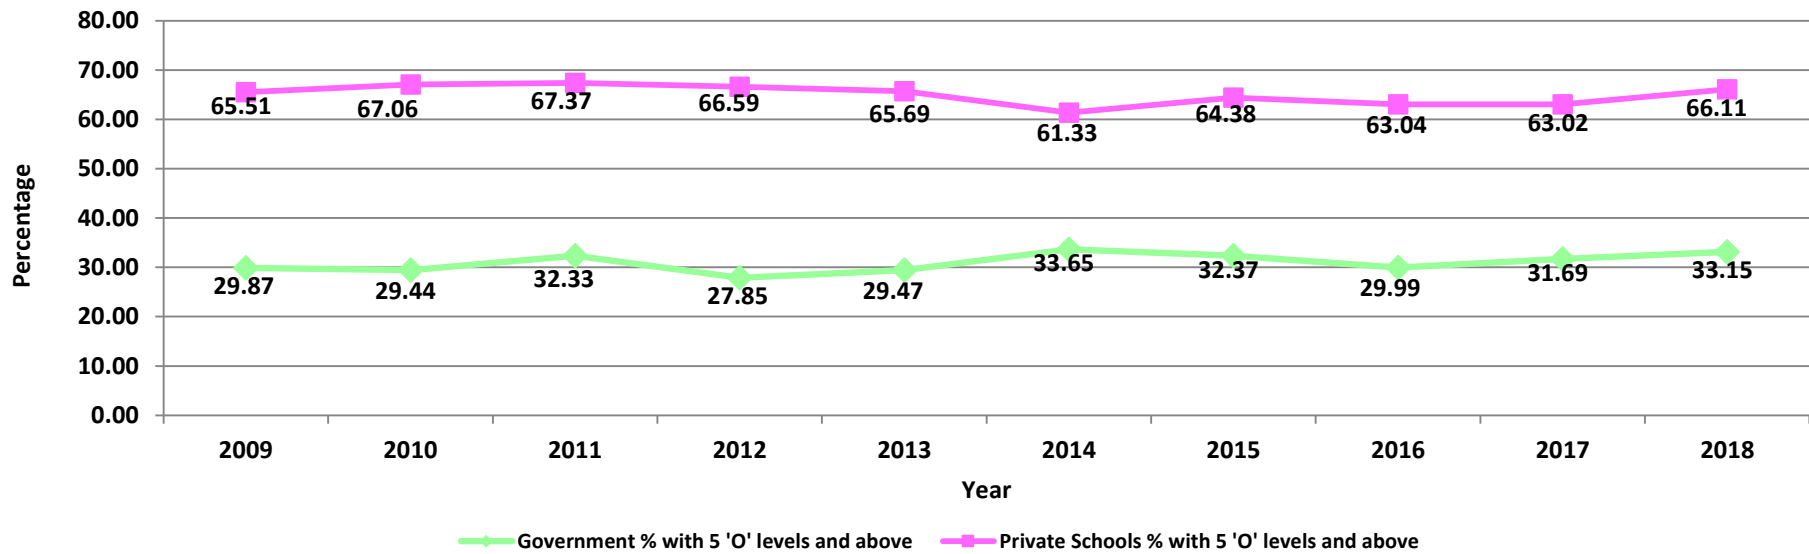 80.00
70.00
60.00
50.00
40.00
30.00
20.00
10.00
0.00
Percentage
65.51 67.06 67.37 66.59 65.69 61.33 64.38 63.04 63.02 66.11
29.87 29.44 32.33 27.85 29.47 33.65 32.37 29.99 31.69 33.15
2009 2010 2011 2012 2013 2014 2015 2016 2017 2018
Year
Government % with 5 'O' levels and above Private Schools % with 5 'O' levels and above